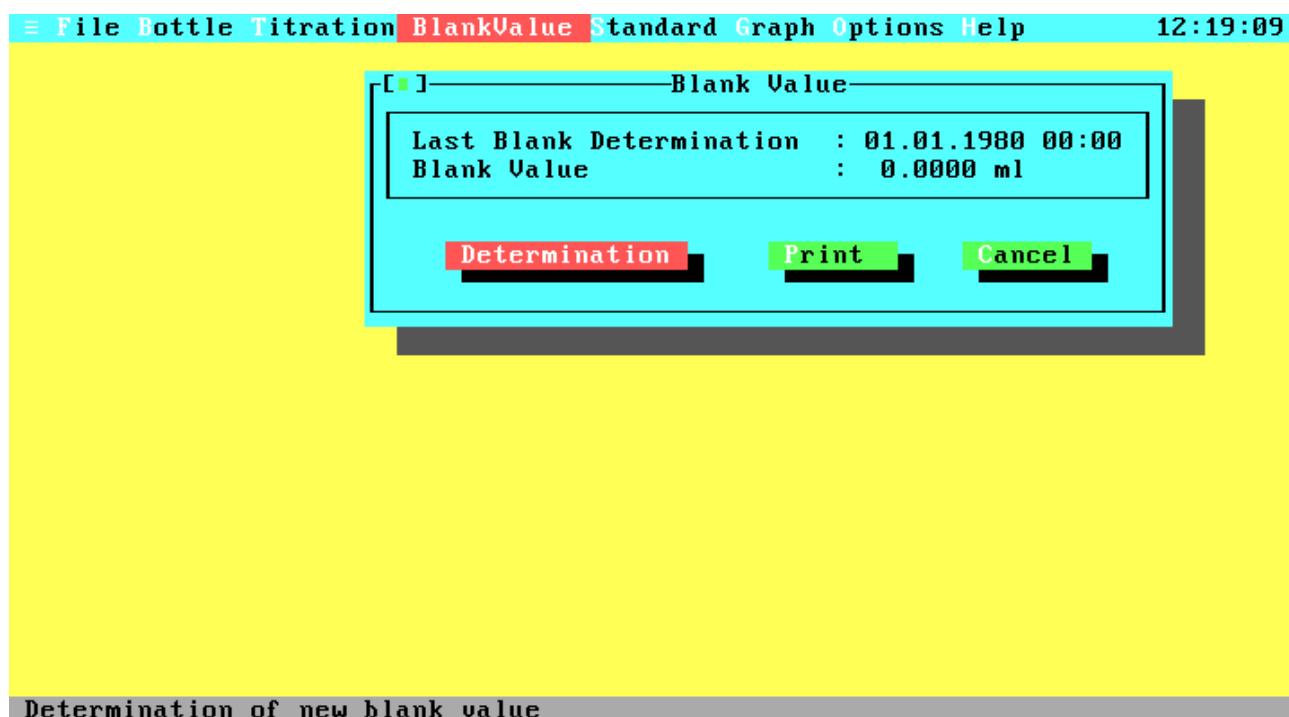 ≡ File Bottle Titration BlankValue Standard Graph Options Help 12:19:09
[▪] Blank Value
Last Blank Determination : 01.01.1980 00:00
Blank Value : 0.0000 ml
Determination Print Cancel
Determination of new blank value